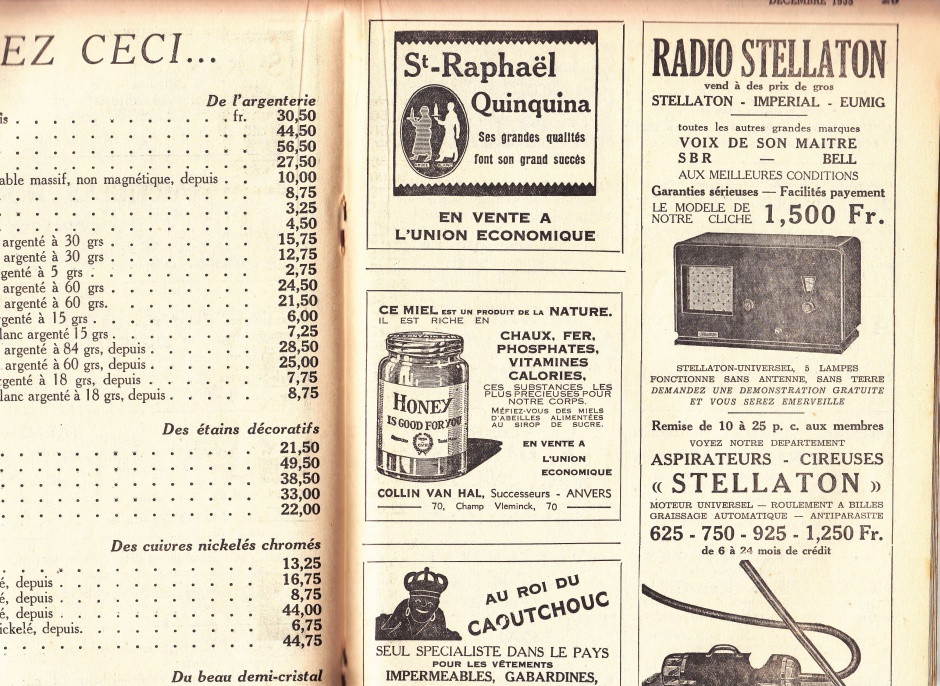 DECEMBRE 1935
EZ CECI...
De l'argenterie
is fr. 30,50
44,50
56,50
27,50
able massif, non magnétique, depuis 10,00
8,75
3,25
4,50
argenté à 30 grs 15,75
argenté à 30 grs 12,75
genté à 5 grs 2,75
argenté à 60 grs 24,50
argenté à 60 grs. 21,50
genté à 15 grs 6,00
lanc argenté 15 grs 7,25
argenté à 84 grs, depuis 28,50
argenté à 60 grs, depuis 25,00
rgenté à 18 grs, depuis 7,75
lanc argenté à 18 grs, depuis 8,75
Des étains décoratifs
21,50
49,50
38,50
33,00
22,00
Des cuivres nickelés chromés
13,25
é, depuis 16,75
é, depuis 8,75
é, depuis 44,00
ickelé, depuis. 6,75
44,75
Du beau demi-cristal
St-Raphaël
Quinquina
Ses grandes qualités
font son grand succès
EN VENTE A
L'UNION ECONOMIQUE
CE MIEL EST UN PRODUIT DE LA NATURE.
IL EST RICHE EN
CHAUX, FER,
PHOSPHATES,
VITAMINES
CALORIES,
CES SUBSTANCES LES
PLUS PRECIEUSES POUR
NOTRE CORPS.
MÉFIEZ-VOUS DES MIELS
D'ABEILLES ALIMENTÉES
AU SIROP DE SUCRE.
HONEY
IS GOOD FOR YOU
EN VENTE A
L'UNION
ECONOMIQUE
COLLIN VAN HAL, Successeurs - ANVERS
70, Champ Vleminck, 70
AU ROI DU
CAOUTCHOUC
SEUL SPECIALISTE DANS LE PAYS
POUR LES VÊTEMENTS
IMPERMEABLES, GABARDINES,
RADIO STELLATON
vend à des prix de gros
STELLATON - IMPERIAL - EUMIG
toutes les autres grandes marques
VOIX DE SON MAITRE
SBR — BELL
AUX MEILLEURES CONDITIONS
Garanties sérieuses — Facilités payement
LE MODELE DE
NOTRE CLICHE 1,500 Fr.
STELLATON-UNIVERSEL, 5 LAMPES
FONCTIONNE SANS ANTENNE, SANS TERRE
DEMANDEZ UNE DEMONSTRATION GRATUITE
ET VOUS SEREZ EMERVEILLE
Remise de 10 à 25 p. c. aux membres
VOYEZ NOTRE DEPARTEMENT
ASPIRATEURS - CIREUSES
« STELLATON »
MOTEUR UNIVERSEL — ROULEMENT A BILLES
GRAISSAGE AUTOMATIQUE — ANTIPARASITE
625 - 750 - 925 - 1,250 Fr.
de 6 à 24 mois de crédit